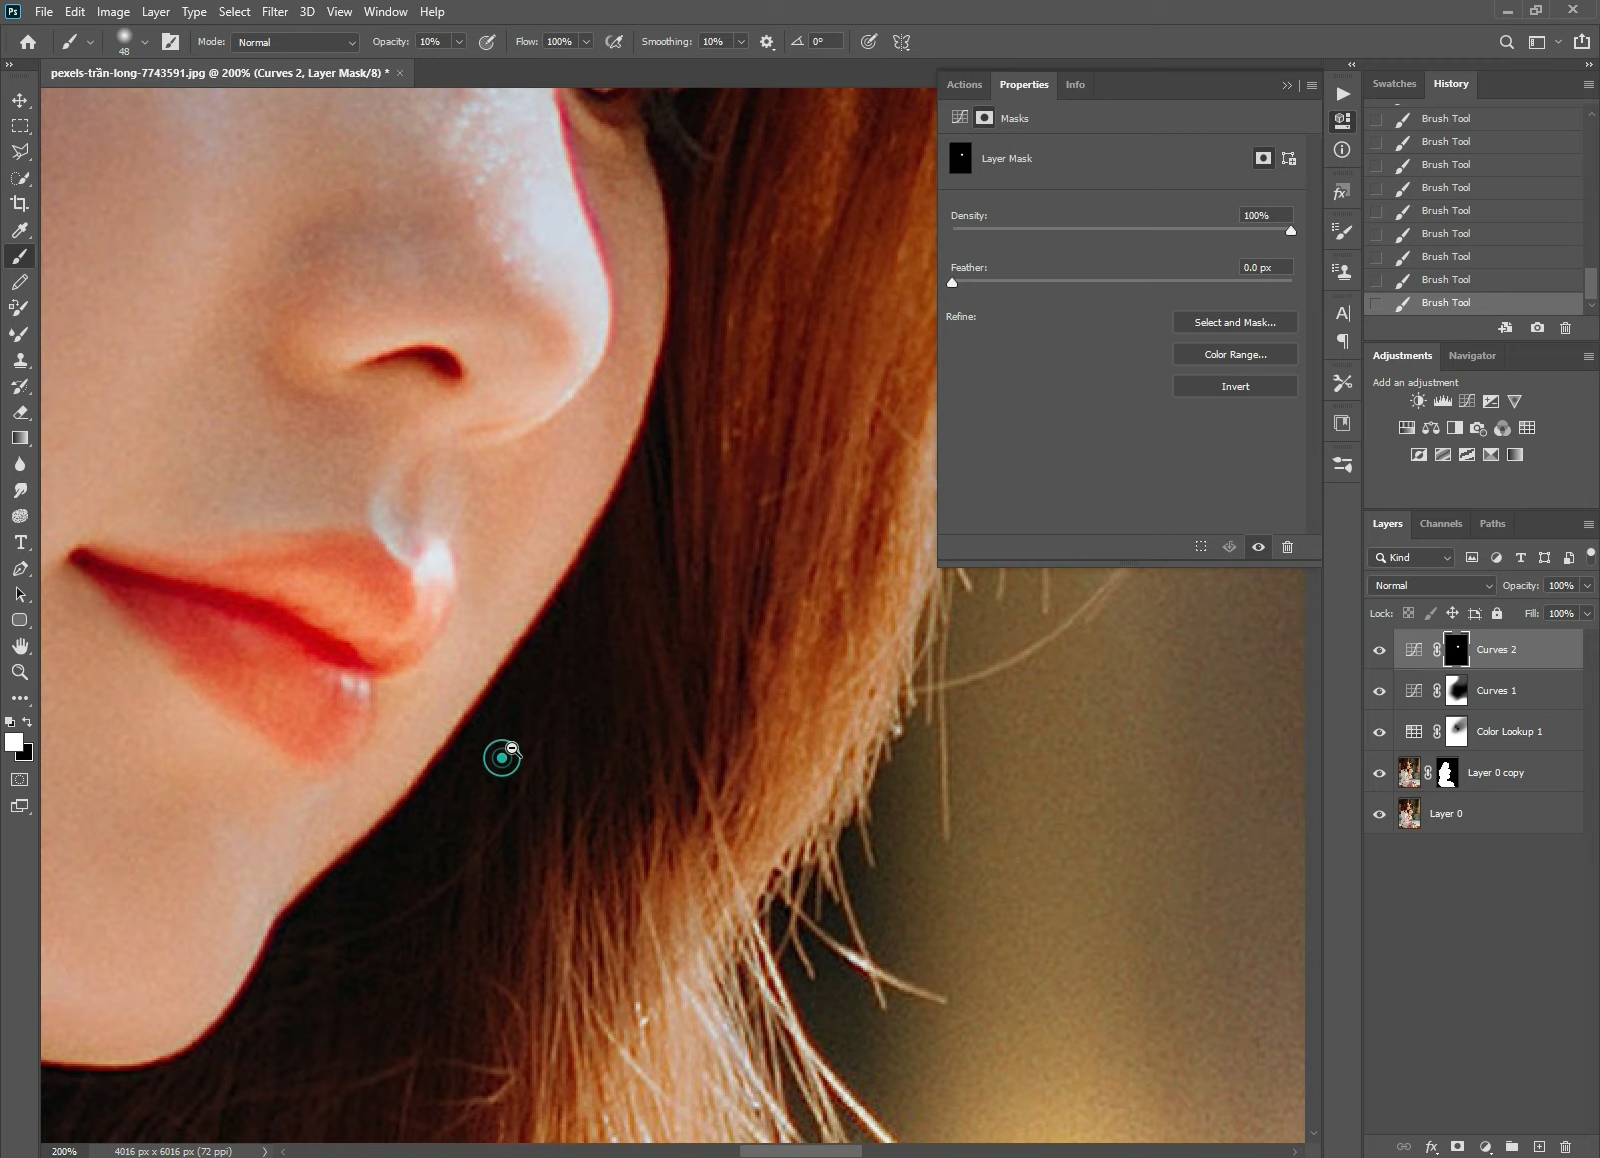 Ps File Edit Image Layer Type Select Filter 3D View Window Help
48 Mode: Normal Opacity: 10% Flow: 100% Smoothing: 10% 0°
pexels-trần-long-7743591.jpg @ 200% (Curves 2, Layer Mask/8) * ×
Actions Properties Info
Masks
Layer Mask
Density: 100%
Feather: 0.0 px
Refine:
Select and Mask...
Color Range...
Invert
Swatches History
Brush Tool
Brush Tool
Brush Tool
Brush Tool
Brush Tool
Brush Tool
Brush Tool
Brush Tool
Brush Tool
Adjustments Navigator
Add an adjustment
Layers Channels Paths
Kind
Normal Opacity: 100%
Lock: Fill: 100%
Curves 2
Curves 1
Color Lookup 1
Layer 0 copy
Layer 0
200% 4016 px x 6016 px (72 ppi)